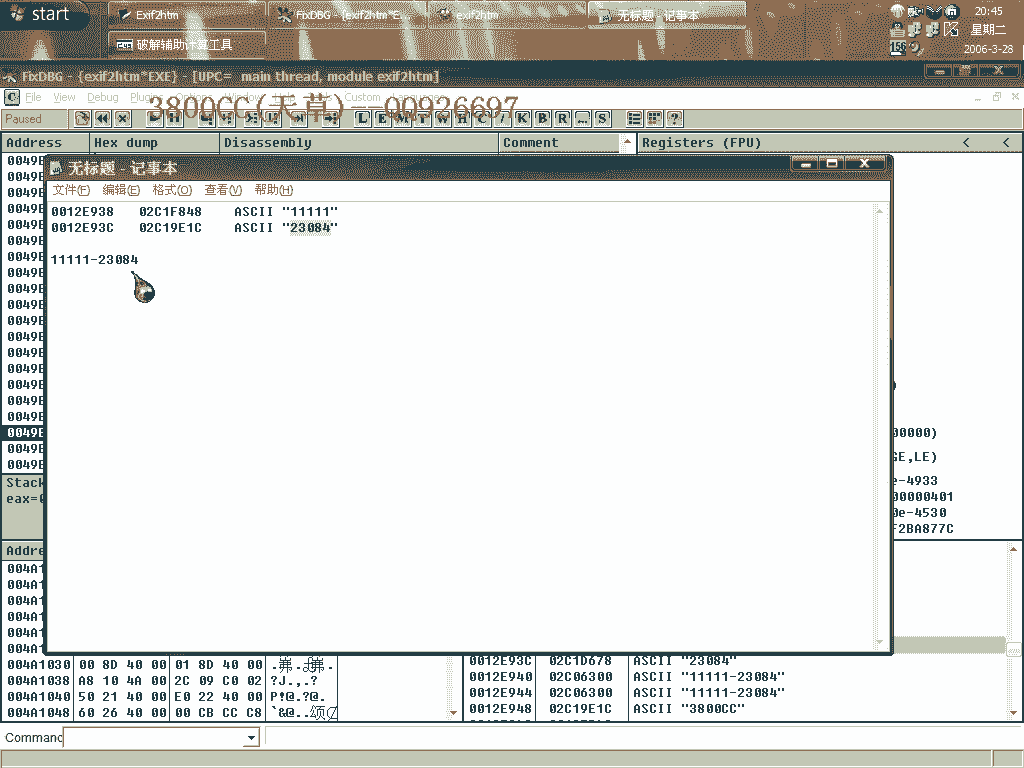 start
Exif2htm
FixDBG - {exif2htm*E...
exif2htm
无标题 - 记事本
20:45
破解辅助计算工具
星期二
156
2006-3-28
FixDBG - {exif2htm*EXE} - [UPC= main thread, module exif2htm]
File View Debug Plugins Options Window Help Custom Language
3800CC(天草)--QQ926697
Paused
L E M T W H C / K B R ... S
Address Hex dump Disassembly Comment Registers (FPU) < <
无标题 - 记事本
文件(F) 编辑(E) 格式(O) 查看(V) 帮助(H)
0012E938 02C1F848 ASCII "11111"
0012E93C 02C19E1C ASCII "23084"
11111-23084
00000)
GE,LE)
Stack
e-4933
eax=0
00000401
0e-4530
F2BA877C
Addre
004A1030 00 8D 40 00 01 8D 40 00
004A1038 A8 10 4A 00 2C 09 C0 02 ?J.,.?
004A1040 50 21 40 00 E0 22 40 00 P!@.?@.
004A1048 60 26 40 00 00 CB CC C8 `&@..颂
0012E93C 02C1D678 ASCII "23084"
0012E940 02C06300 ASCII "11111-23084"
0012E944 02C06300 ASCII "11111-23084"
0012E948 02C19E1C ASCII "3800CC"
Command